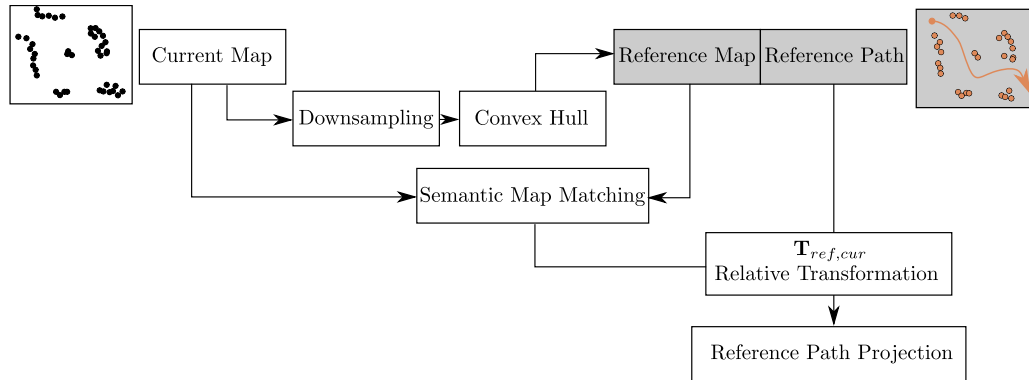 Current Map
Reference Map
Reference Path
Downsampling
Convex Hull
Semantic Map Matching
T_{ref,cur}
Relative Transformation
Reference Path Projection